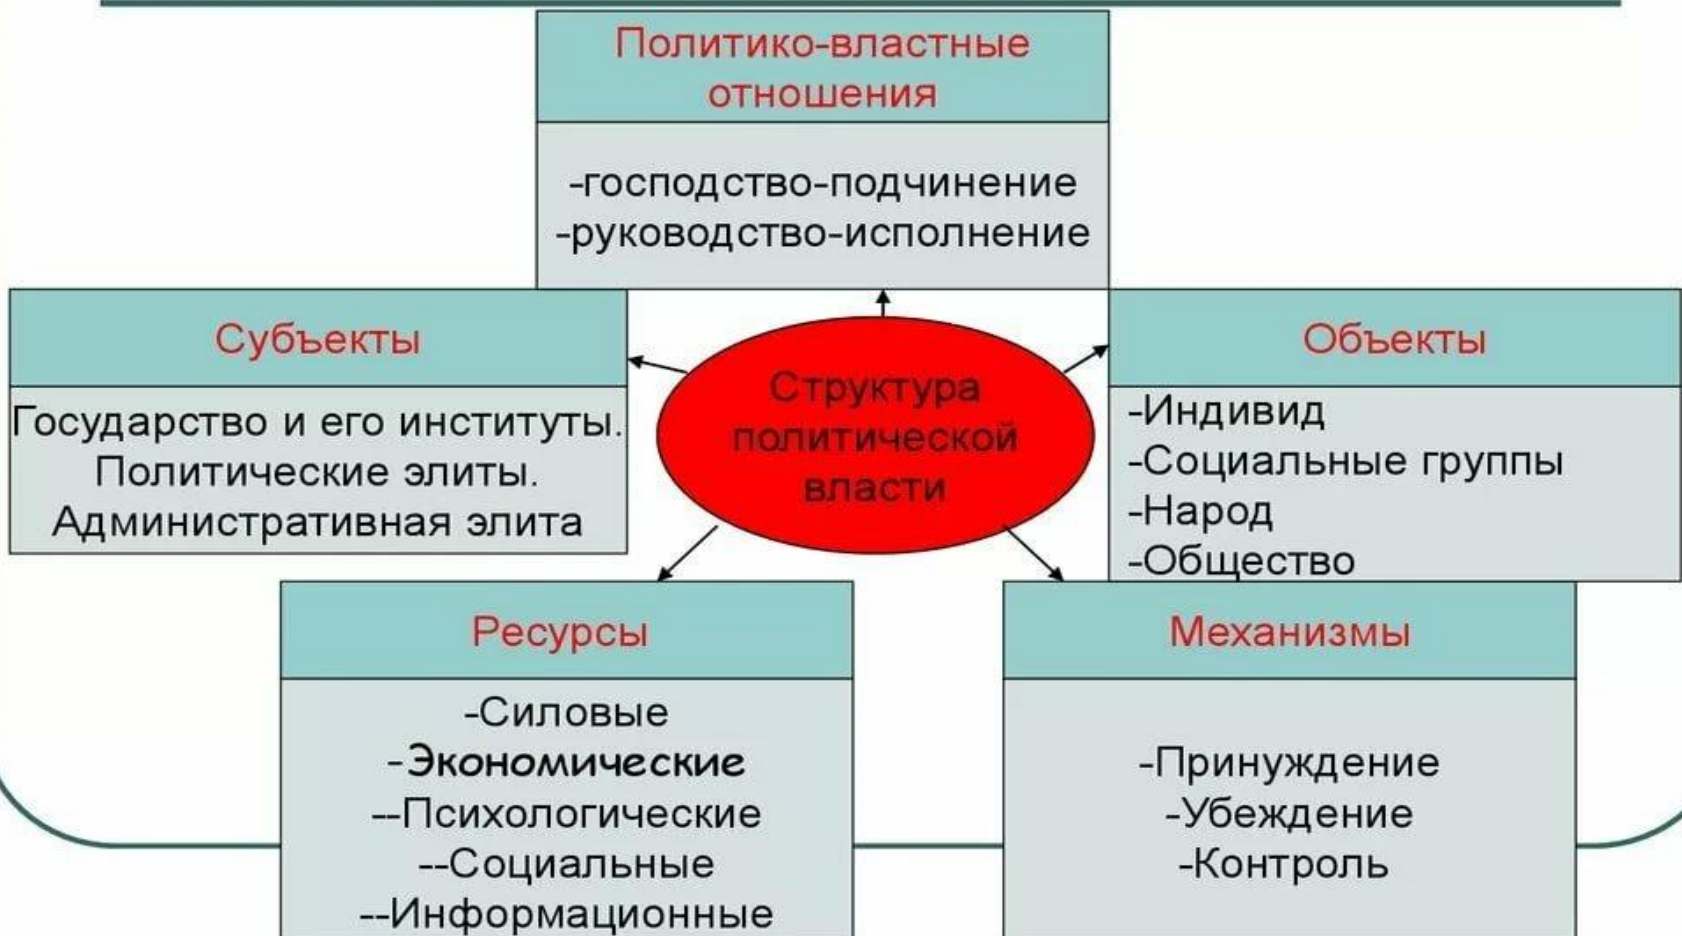 Политико-властные
отношения
-господство-подчинение
-руководство-исполнение
Субъекты
Государство и его институты.
Политические элиты.
Административная элита
Структура
политической
власти
Объекты
-Индивид
-Социальные группы
-Народ
-Общество
Ресурсы
-Силовые
-Экономические
--Психологические
--Социальные
--Информационные
Механизмы
-Принуждение
-Убеждение
-Контроль